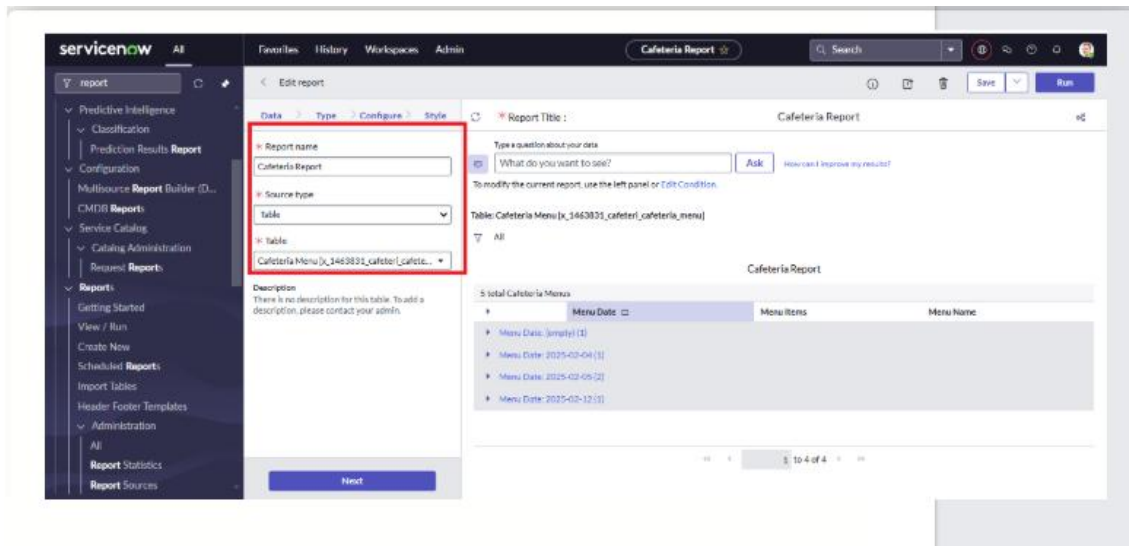 servicenow All Favorites History Workspaces Admin Cafeteria Report Search
report
Edit report Save Run
Predictive Intelligence
Classification
Prediction Results Report
Configuration
Multisource Report Builder (D...
CMDB Reports
Service Catalog
Catalog Administration
Request Reports
Reports
Getting Started
View / Run
Create New
Scheduled Reports
Import Tables
Header Footer Templates
Administration
All
Report Statistics
Report Sources
Data Type Configure Style
* Report name
Cafeteria Report
* Source type
Table
* Table
Cafeteria Menu [x_1463831_cafeteri_cafete...
Description
There is no description for this table. To add a
description, please contact your admin.
Next
* Report Title : Cafeteria Report
Type a question about your data
What do you want to see? Ask How can I improve my results?
To modify the current report, use the left panel or Edit Condition.
Table: Cafeteria Menu [x_1463831_cafeteri_cafeteria_menu]
All
Cafeteria Report
5 total Cafeteria Menus
Menu Date Menu Items Menu Name
Menu Date: (empty) (1)
Menu Date: 2025-02-04 (1)
Menu Date: 2025-02-05 (2)
Menu Date: 2025-02-12 (1)
1 to 4 of 4